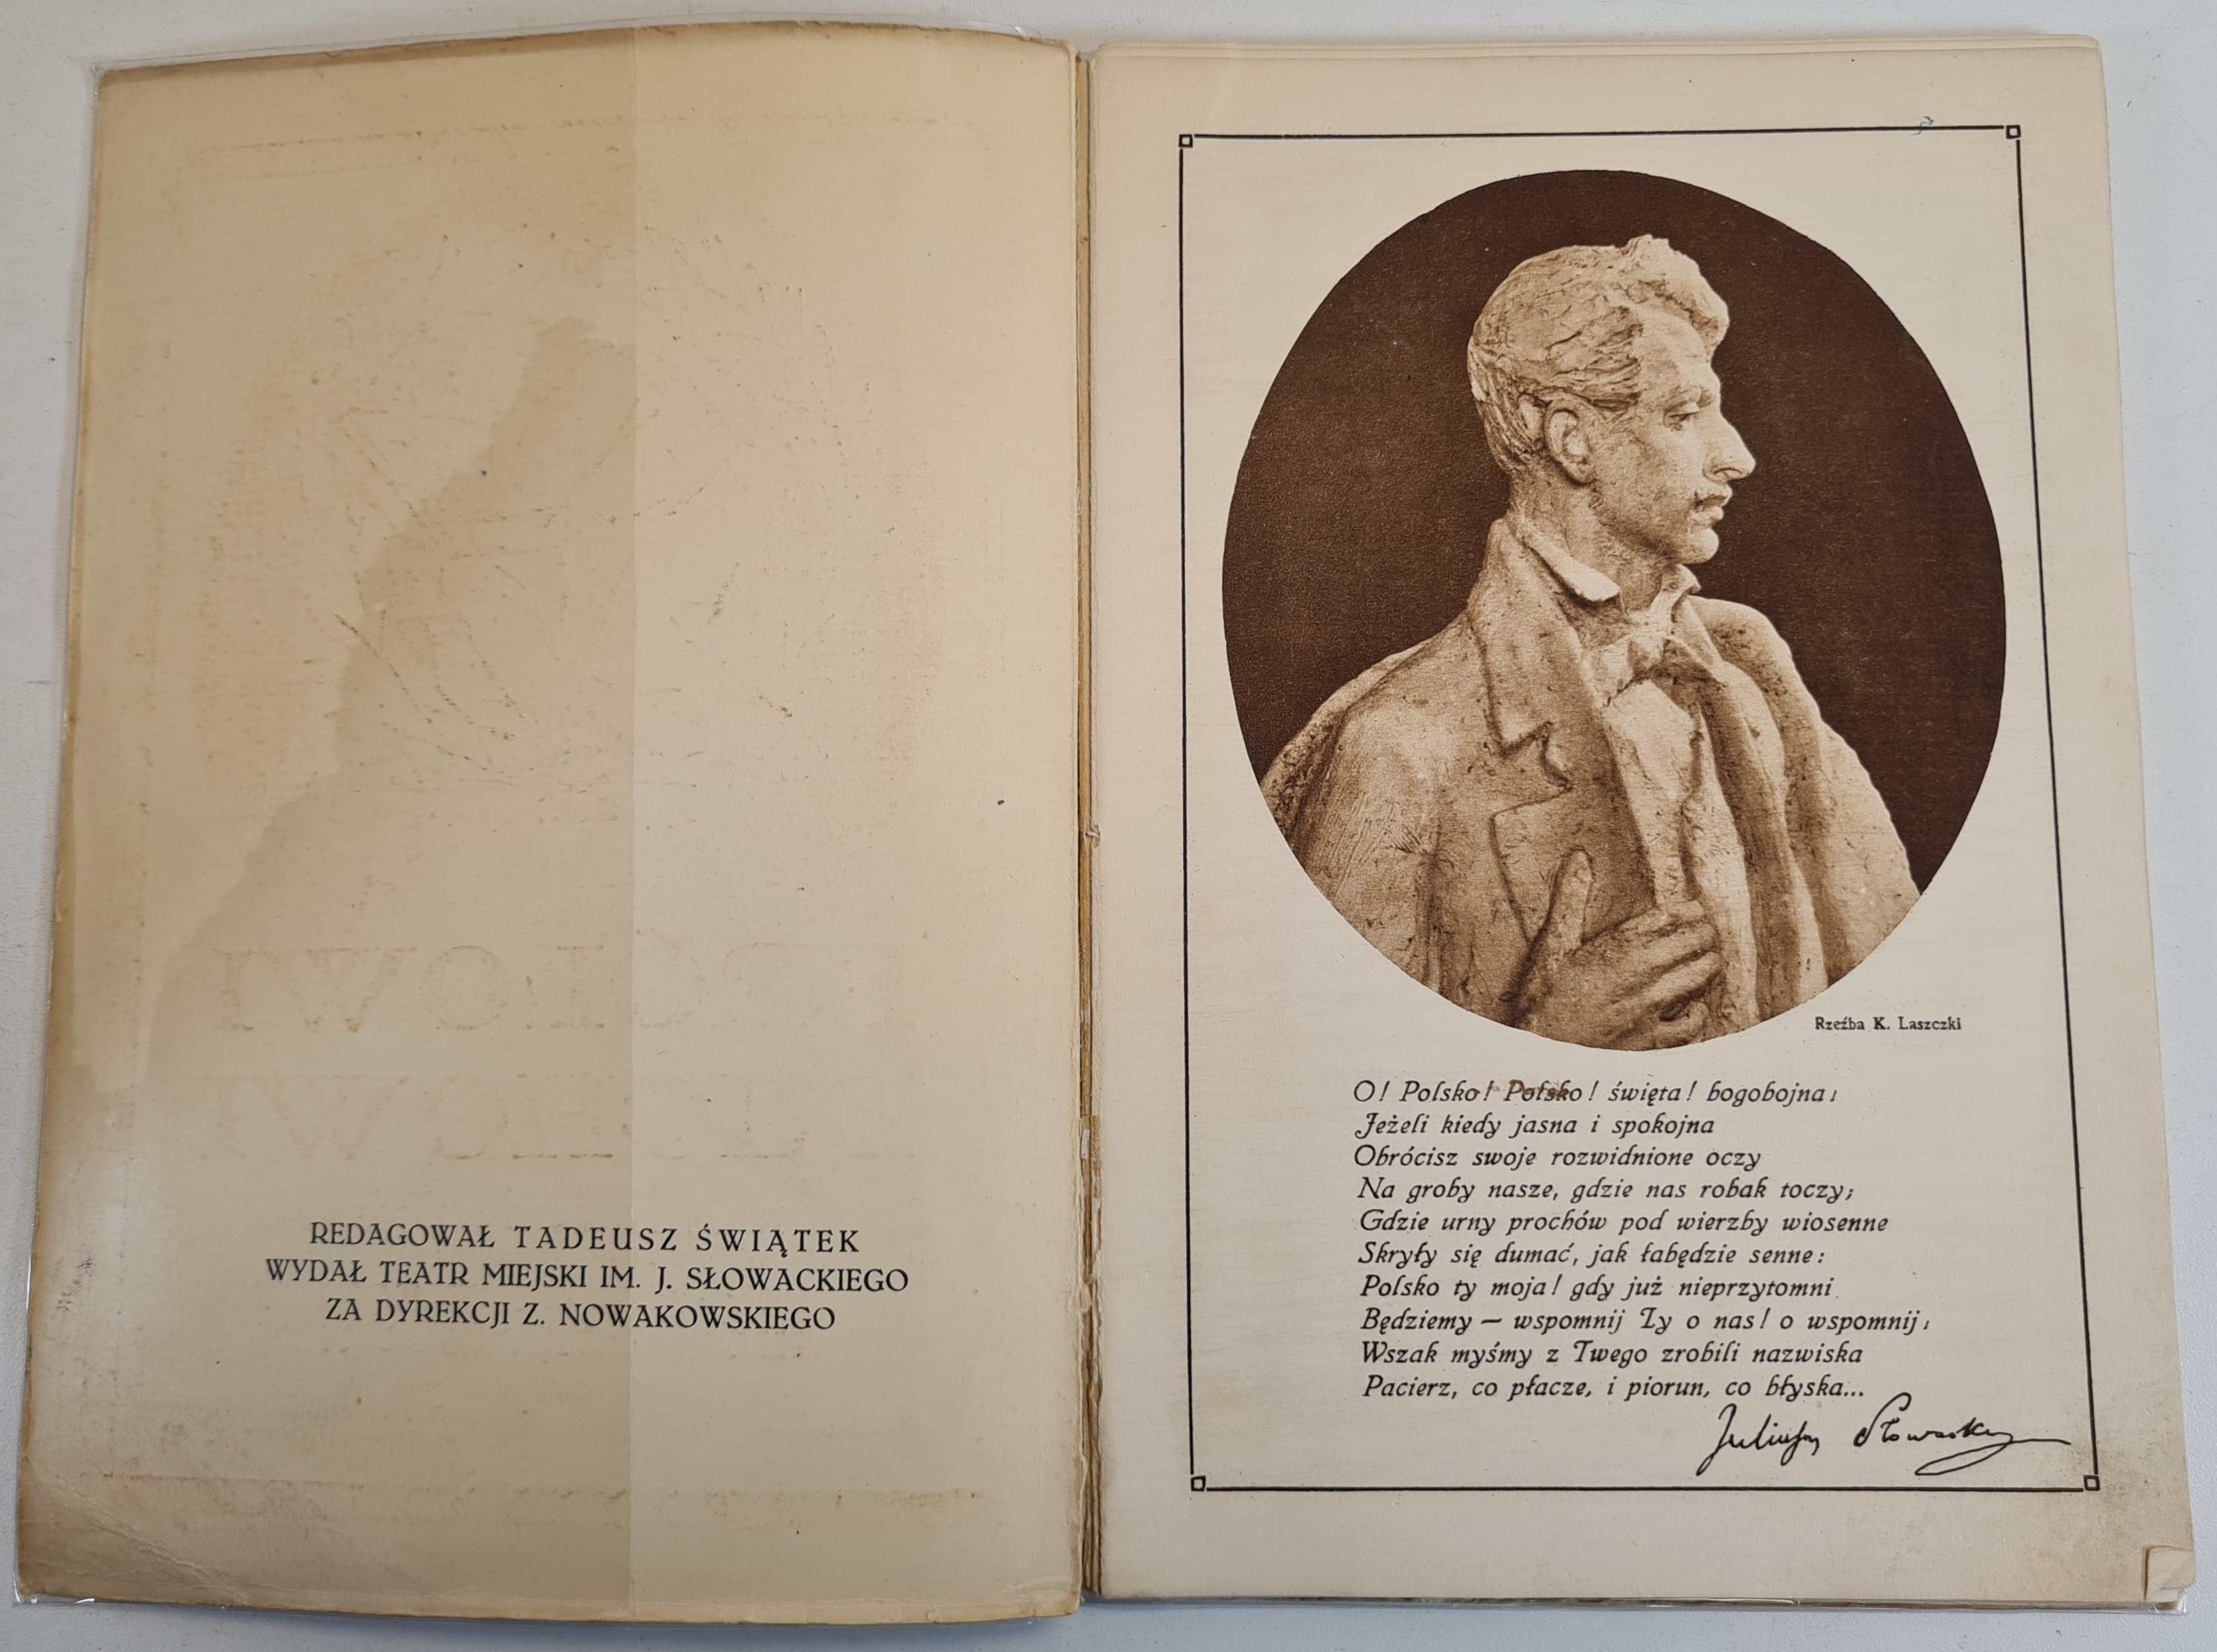 REDAGOWAŁ TADEUSZ ŚWIĄTEK
WYDAŁ TEATR MIEJSKI IM. J. SŁOWACKIEGO
ZA DYREKCJI Z. NOWAKOWSKIEGO
Rzeźba K. Laszczki
O! Polsko! Polsko! święta! bogobojna;
Jeżeli kiedy jasna i spokojna
Obrócisz swoje rozwidnione oczy
Na groby nasze, gdzie nas robak toczy;
Gdzie urny prochów pod wierzby wiosenne
Skryły się dumać, jak łabędzie senne:
Polsko ty moja! gdy już nieprzytomni
Będziemy — wspomnij Ty o nas! o wspomnij;
Wszak myśmy z Twego zrobili nazwiska
Pacierz, co płacze, i piorun, co błyska...
Juliusz Słowacki